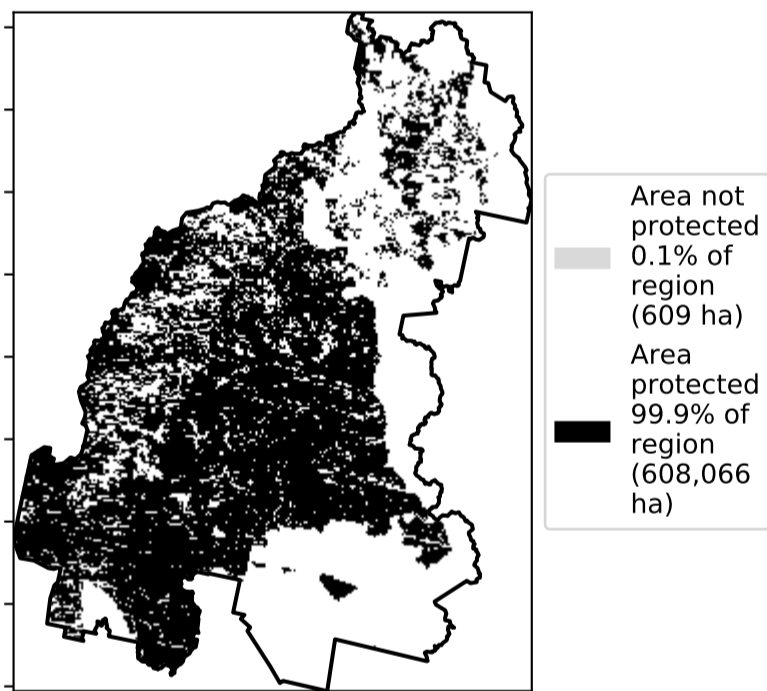 Area not
protected
0.1% of
region
(609 ha)
Area
protected
99.9% of
region
(608,066
ha)